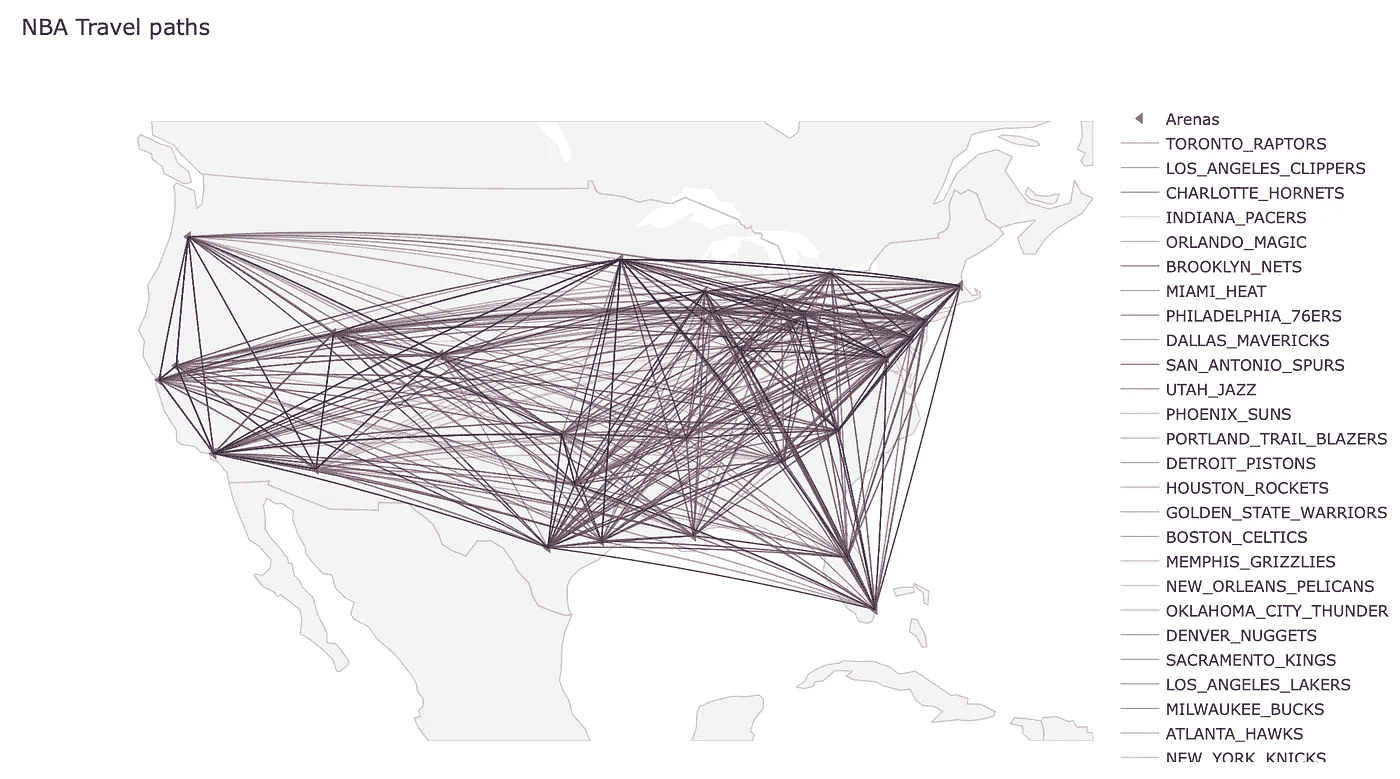 NBA Travel paths
Arenas
TORONTO_RAPTORS
LOS_ANGELES_CLIPPERS
CHARLOTTE_HORNETS
INDIANA_PACERS
ORLANDO_MAGIC
BROOKLYN_NETS
MIAMI_HEAT
PHILADELPHIA_76ERS
DALLAS_MAVERICKS
SAN_ANTONIO_SPURS
UTAH_JAZZ
PHOENIX_SUNS
PORTLAND_TRAIL_BLAZERS
DETROIT_PISTONS
HOUSTON_ROCKETS
GOLDEN_STATE_WARRIORS
BOSTON_CELTICS
MEMPHIS_GRIZZLIES
NEW_ORLEANS_PELICANS
OKLAHOMA_CITY_THUNDER
DENVER_NUGGETS
SACRAMENTO_KINGS
LOS_ANGELES_LAKERS
MILWAUKEE_BUCKS
ATLANTA_HAWKS
NEW_YORK_KNICKS